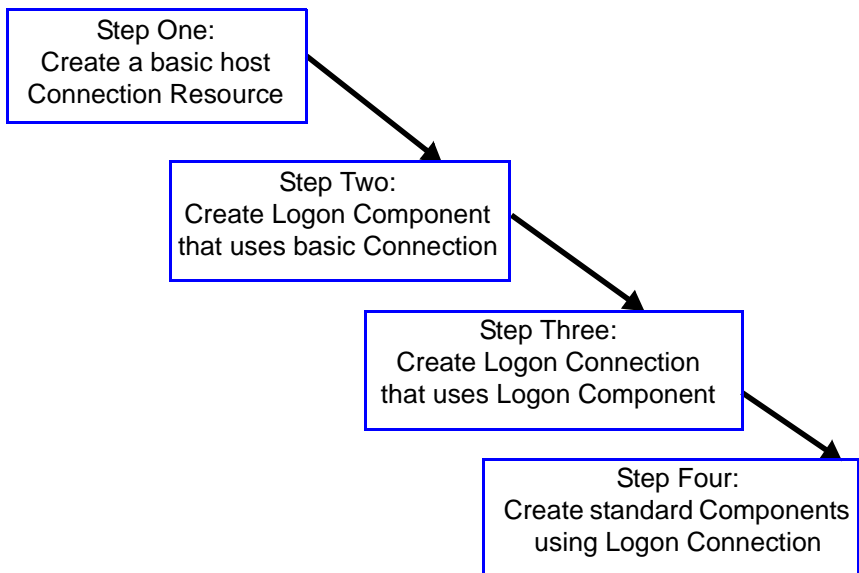 Step One:
Create a basic host
Connection Resource
Step Two:
Create Logon Component
that uses basic Connection
Step Three:
Create Logon Connection
that uses Logon Component
Step Four:
Create standard Components
using Logon Connection